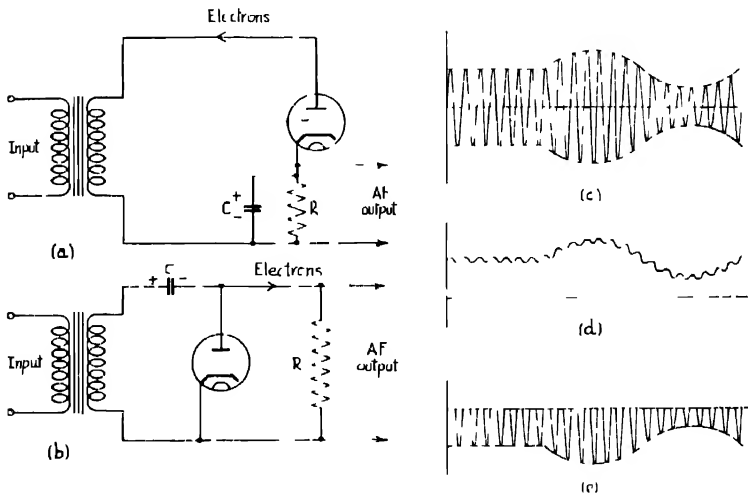 Electrons
Input
C
+
-
R
AF
output
(a)
C
+
-
Electrons
Input
R
AF
output
(b)
(c)
(d)
(e)